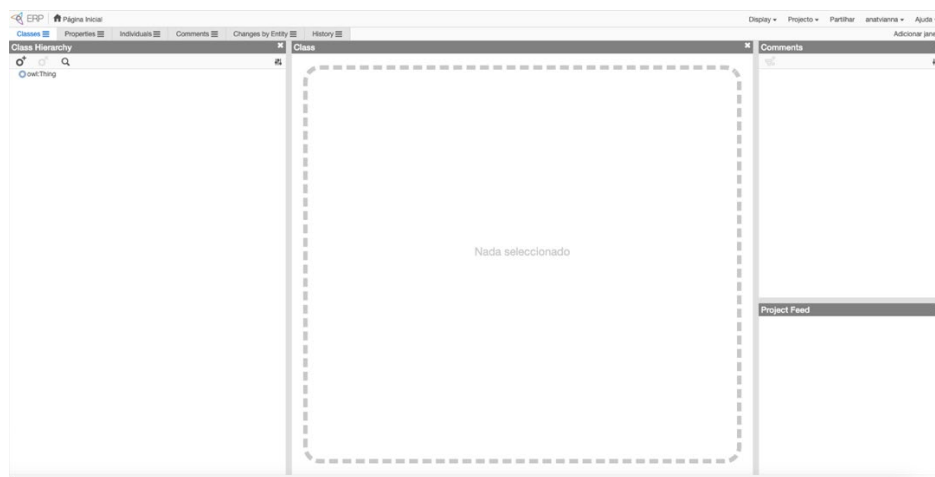 ERP Página Inicial Display Projecto Partilhar anatvianna Ajuda
Classes Properties Individuals Comments Changes by Entity History Adicionar jane
Class Hierarchy
owl:Thing
Class
Nada seleccionado
Comments
Project Feed